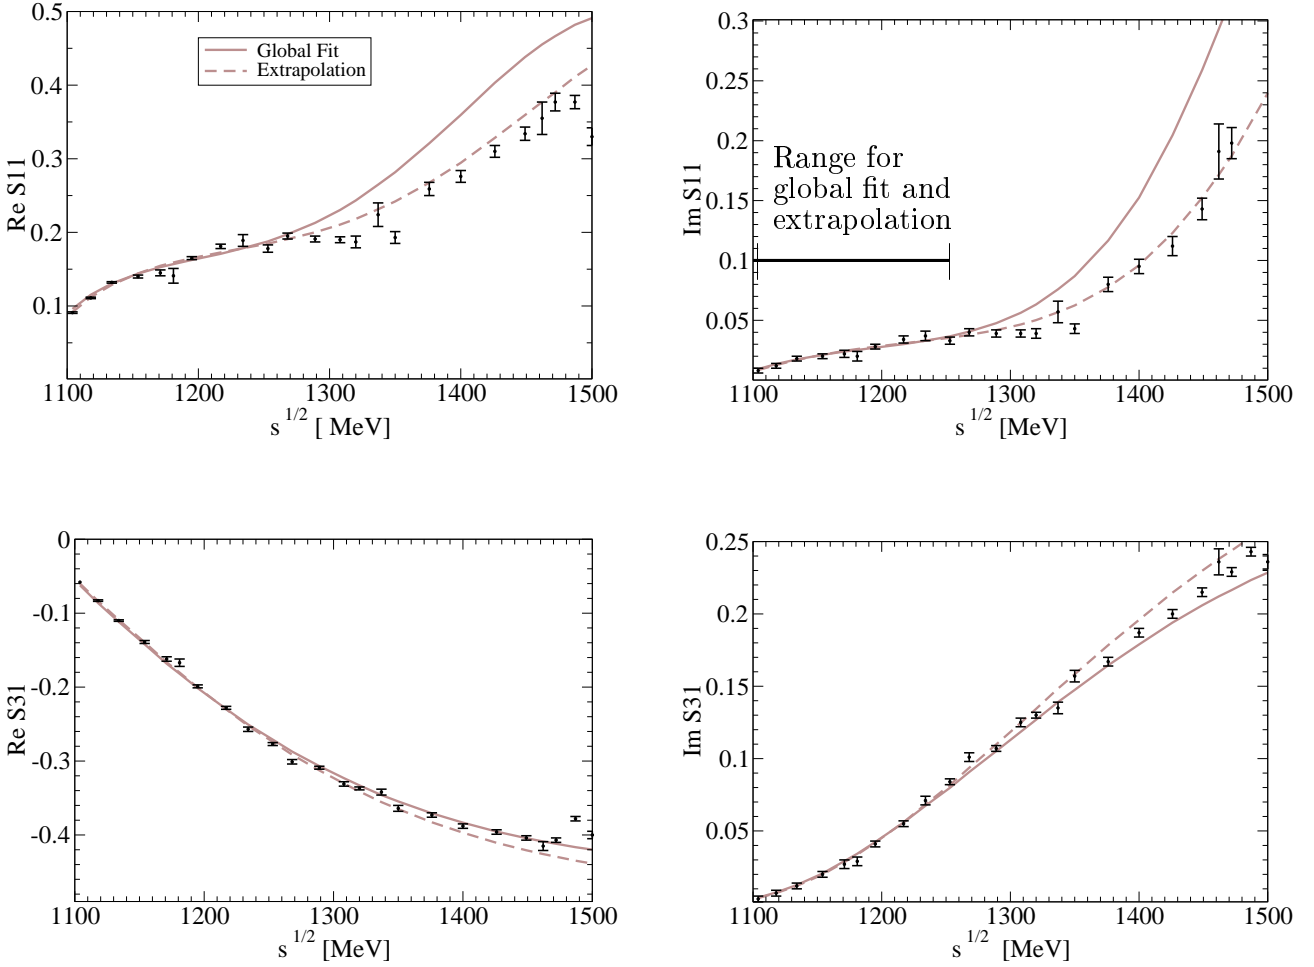 0.5
0.4
0.3
0.2
0.1
Re S11
Global Fit
Extrapolation
1100 1200 1300 1400 1500
s 1/2 [ MeV]
0.3
0.25
0.2
0.15
0.1
0.05
Im S11
Range for
global fit and
extrapolation
1100 1200 1300 1400 1500
s 1/2 [MeV]
0
-0.1
-0.2
-0.3
-0.4
Re S31
1100 1200 1300 1400 1500
s 1/2 [MeV]
0.25
0.2
0.15
0.1
0.05
Im S31
1100 1200 1300 1400 1500
s 1/2 [MeV]